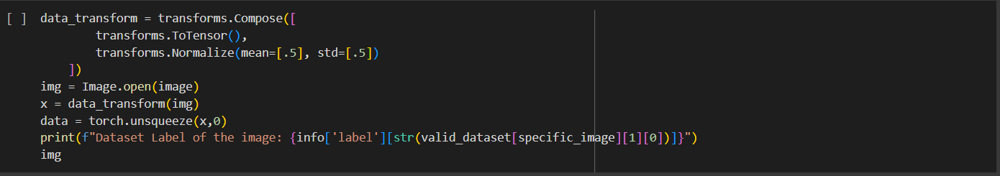 [ ] data_transform = transforms.Compose([
        transforms.ToTensor(),
        transforms.Normalize(mean=[.5], std=[.5])
    ])
img = Image.open(image)
x = data_transform(img)
data = torch.unsqueeze(x,0)
print(f"Dataset Label of the image: {info['label'][str(valid_dataset[specific_image][1][0])]}")
img